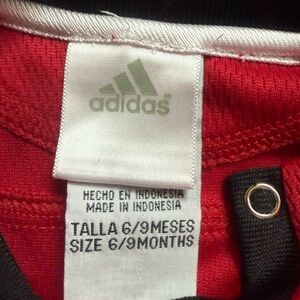 adidas
HECHO EN INDONESIA
MADE IN INDONESIA
TALLA 6/9MESES
SIZE 6/9MONTHS